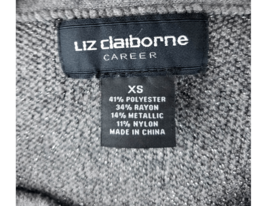 Liz claiborne
CAREER
XS
41% POLYESTER
34% RAYON
14% METALLIC
11% NYLON
MADE IN CHINA